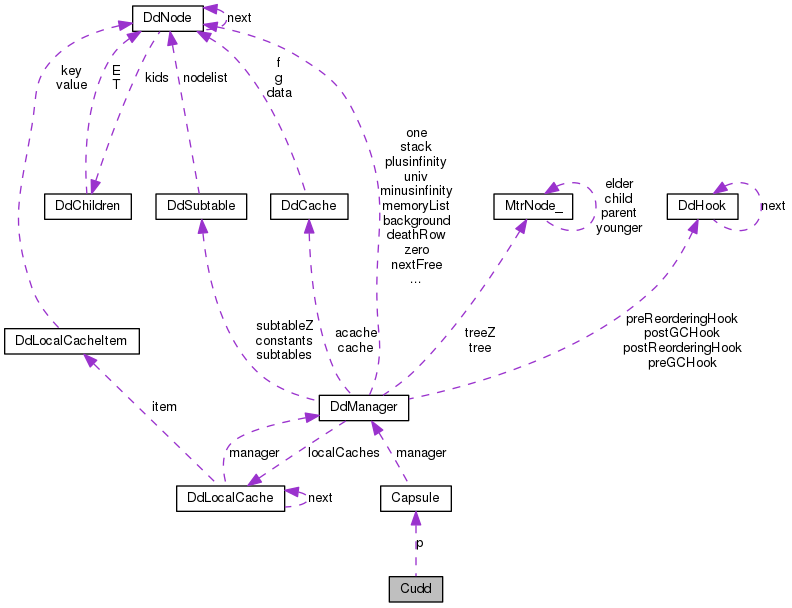 DdNode
next
key
value
E
T
kids
nodelist
f
g
data
one
stack
plusinfinity
univ
minusinfinity
memoryList
background
deathRow
zero
nextFree
...
elder
child
parent
younger
next
DdChildren
DdSubtable
DdCache
MtrNode_
DdHook
DdLocalCacheItem
subtableZ
constants
subtables
acache
cache
treeZ
tree
preReorderingHook
postGCHook
postReorderingHook
preGCHook
item
DdManager
manager
localCaches
manager
DdLocalCache
next
Capsule
p
Cudd